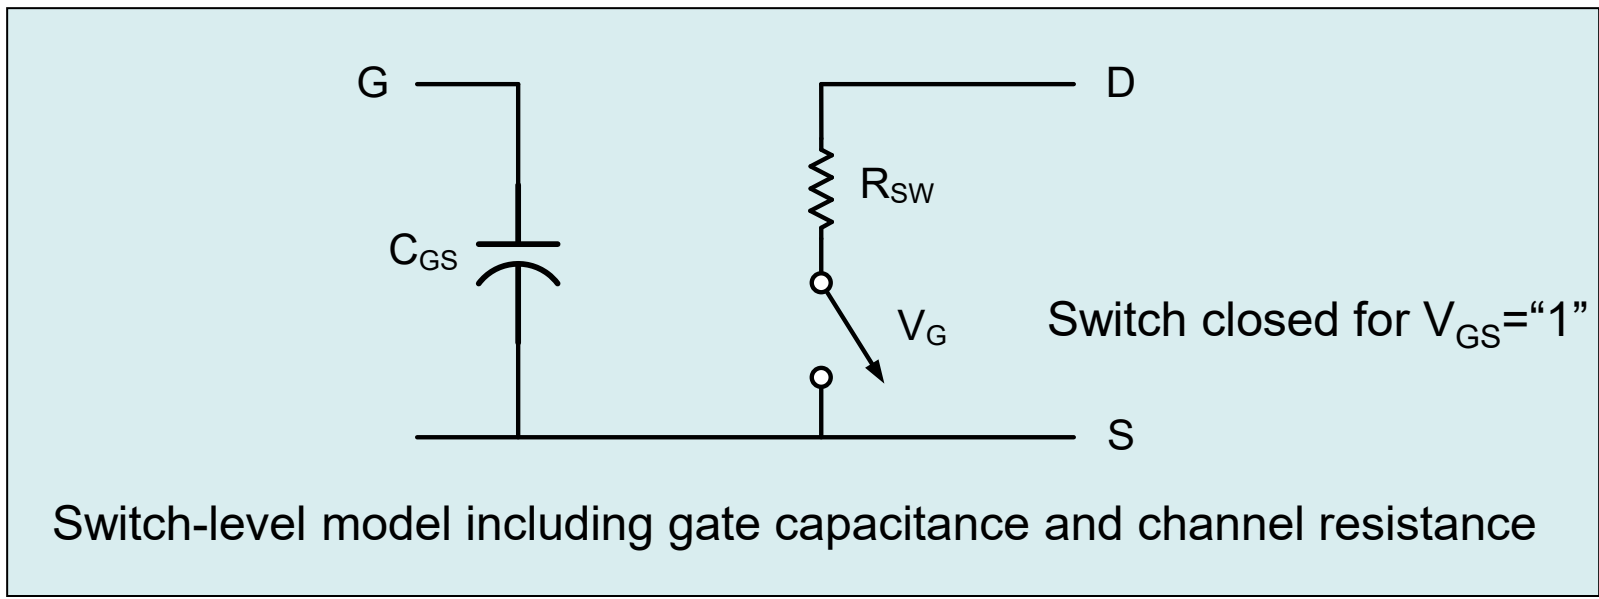 G
D
R_SW
C_GS
V_G
Switch closed for V_GS=“1”
S
Switch-level model including gate capacitance and channel resistance